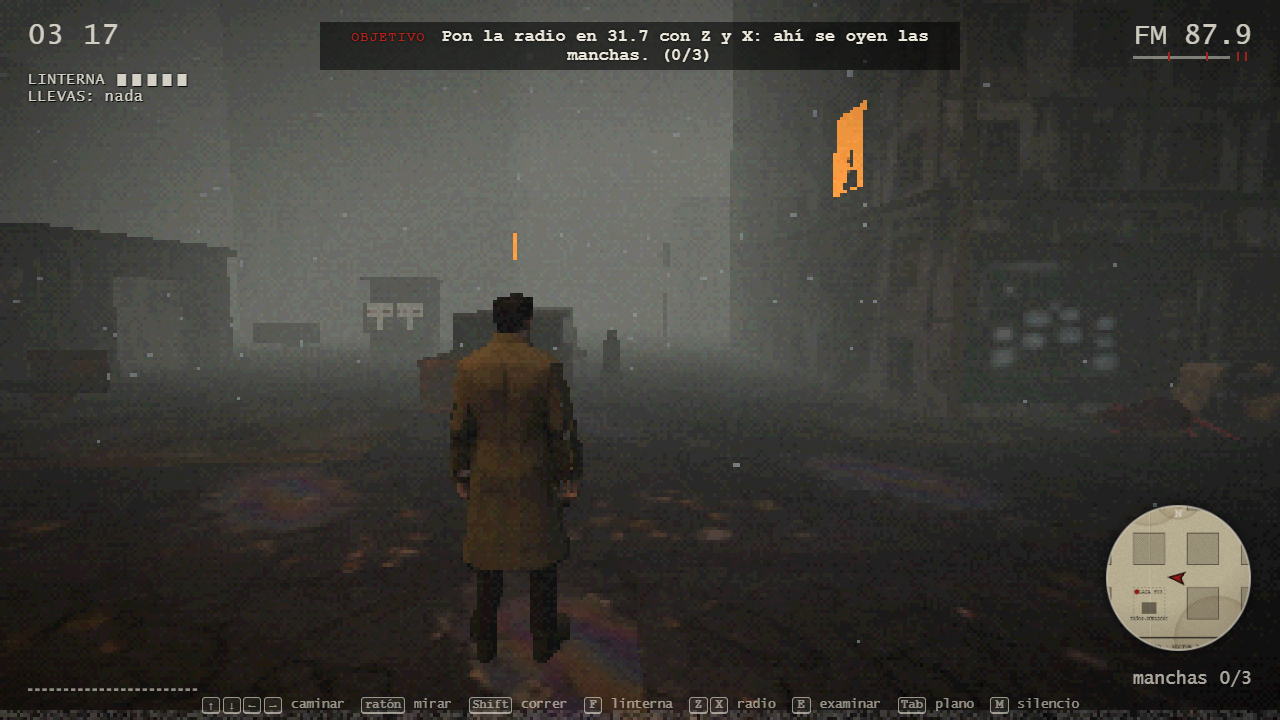 03 17
OBJETIVO Pon la radio en 31.7 con Z y X: ahí se oyen las
manchas. (0/3)
FM 87.9
LINTERNA
LLEVAS: nada
N
manchas 0/3
↑ ↓ ← → caminar ratón mirar Shift correr F linterna Z X radio E examinar Tab plano M silencio